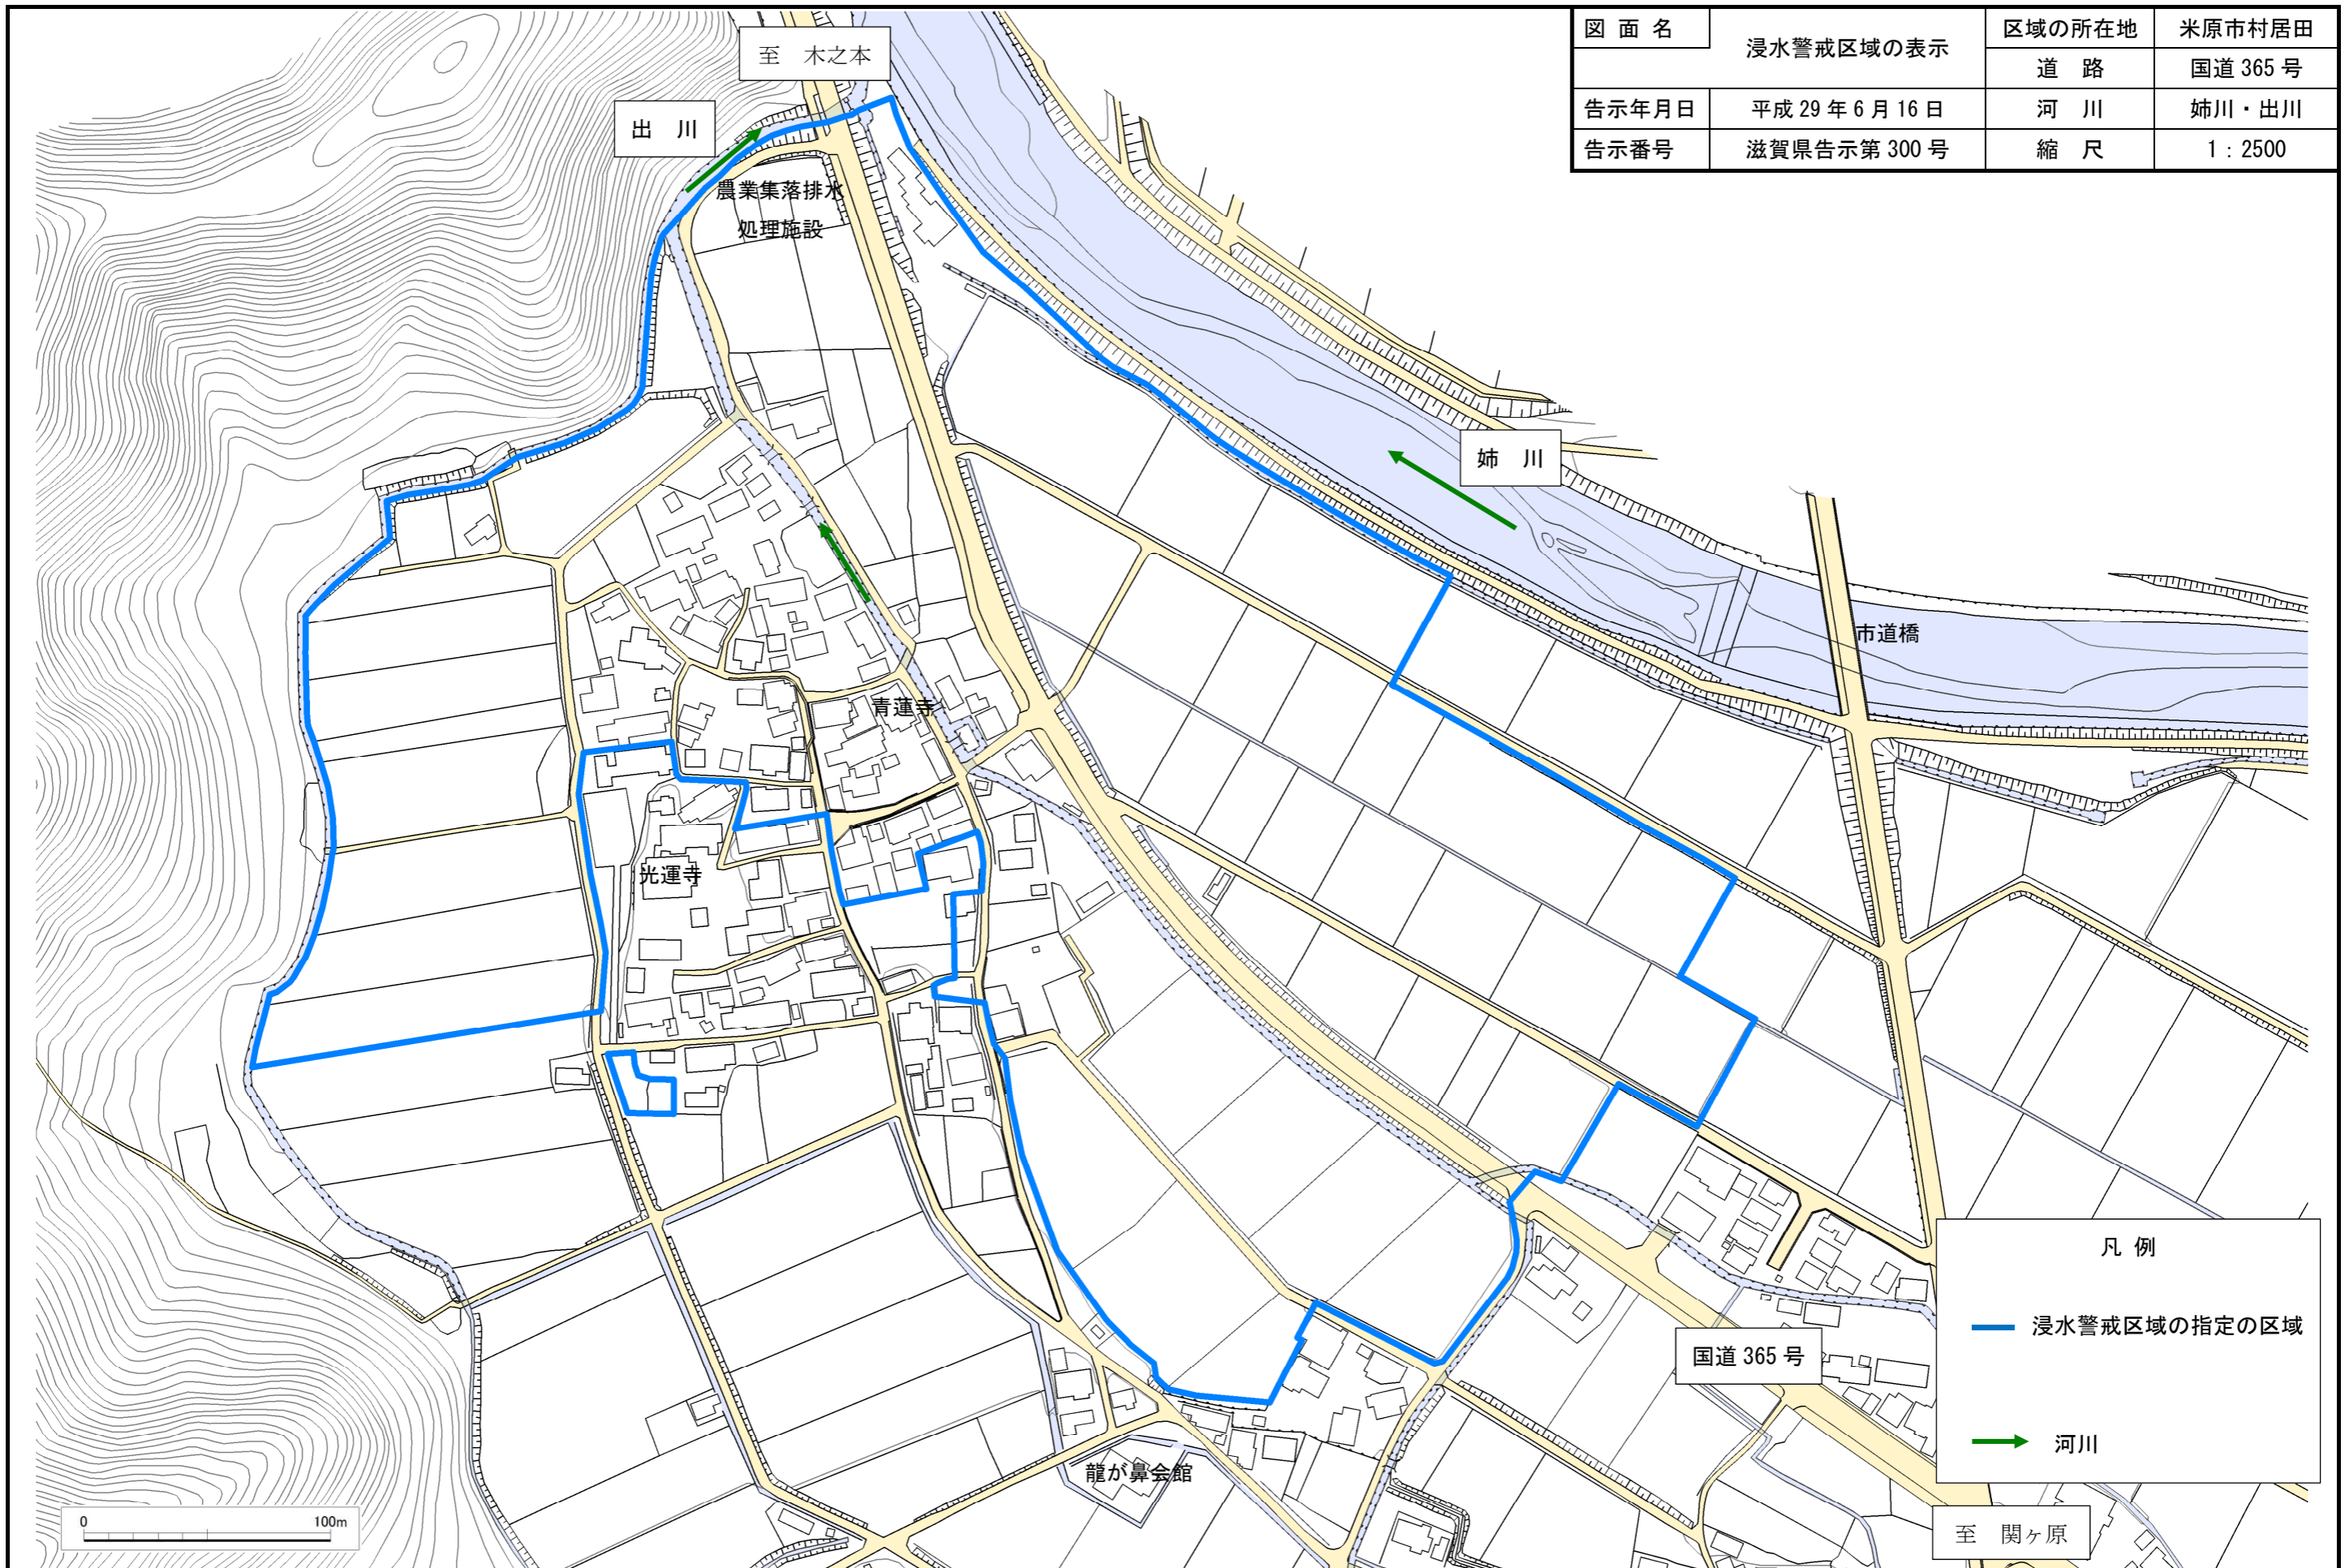 図面名
浸水警戒区域の表示
区域の所在地
米原市村居田
道路
国道365号
告示年月日
平成29年6月16日
河川
姉川・出川
告示番号
滋賀県告示第300号
縮尺
1：2500
至 木之本
出川
農業集落排水
処理施設
姉川
市道橋
青蓮寺
光運寺
国道365号
龍が鼻会館
至 関ヶ原
凡例
浸水警戒区域の指定の区域
河川
0 100m